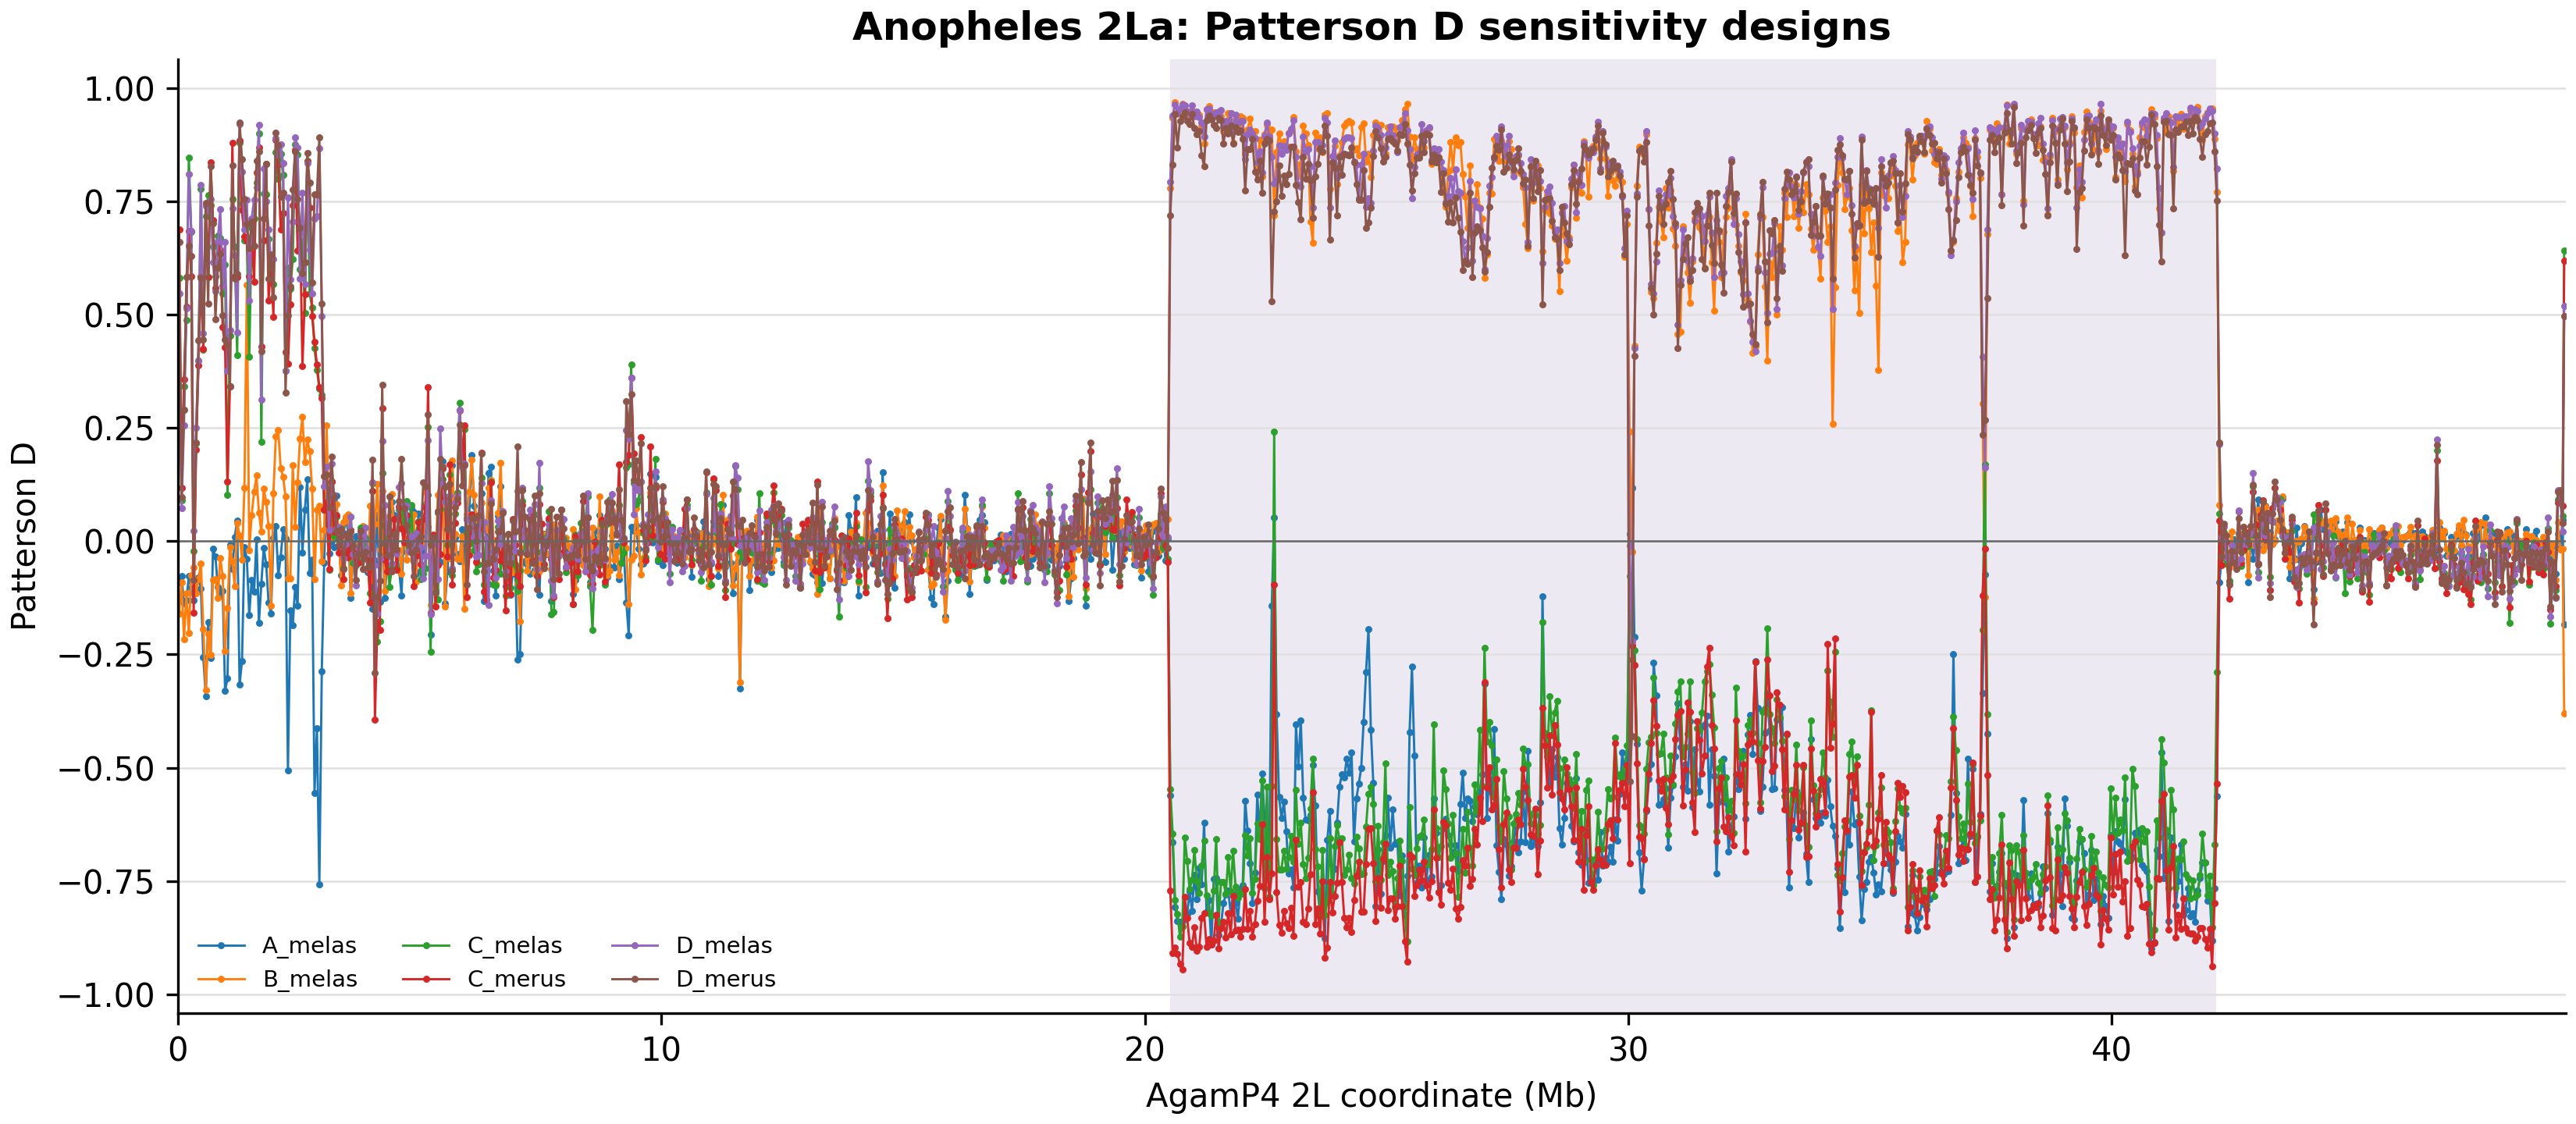 Anopheles 2La: Patterson D sensitivity designs
Patterson D
1.00
0.75
0.50
0.25
0.00
−0.25
−0.50
−0.75
−1.00
A_melas C_melas D_melas
B_melas C_merus D_merus
0 10 20 30 40
AgamP4 2L coordinate (Mb)